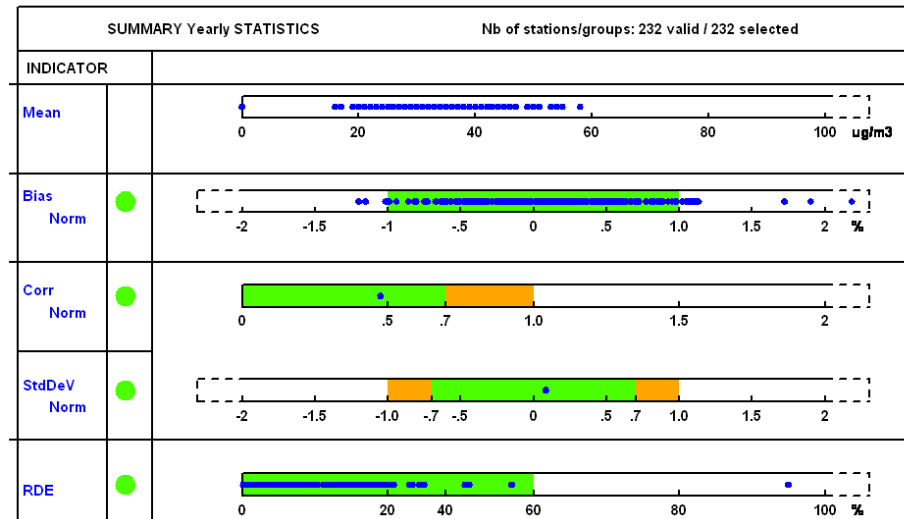 SUMMARY Yearly STATISTICS Nb of stations/groups: 232 valid / 232 selected
INDICATOR
Mean
0 20 40 60 80 100 ug/m3
Bias
Norm
-2 -1.5 -1 -.5 0 .5 1.0 1.5 2 %
Corr
Norm
0 .5 .7 1.0 1.5 2
StdDeV
Norm
-2 -1.5 -1.0 -.7 -.5 0 .5 .7 1.0 1.5 2
RDE
0 20 40 60 80 100 %